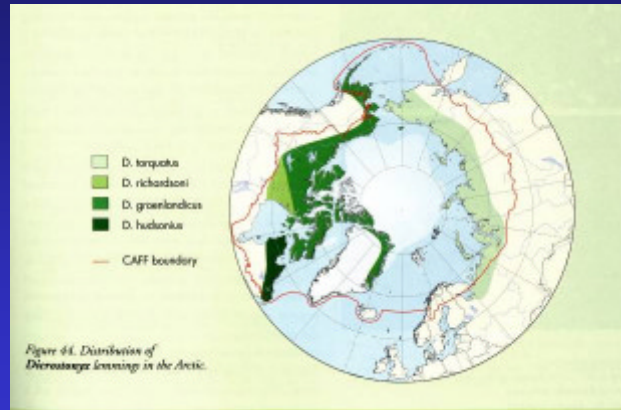 D. torquatus
D. richardsoni
D. groenlandicus
D. hudsonius
CAFF boundary
Figure 44. Distribution of
Dicrostonyx lemmings in the Arctic.